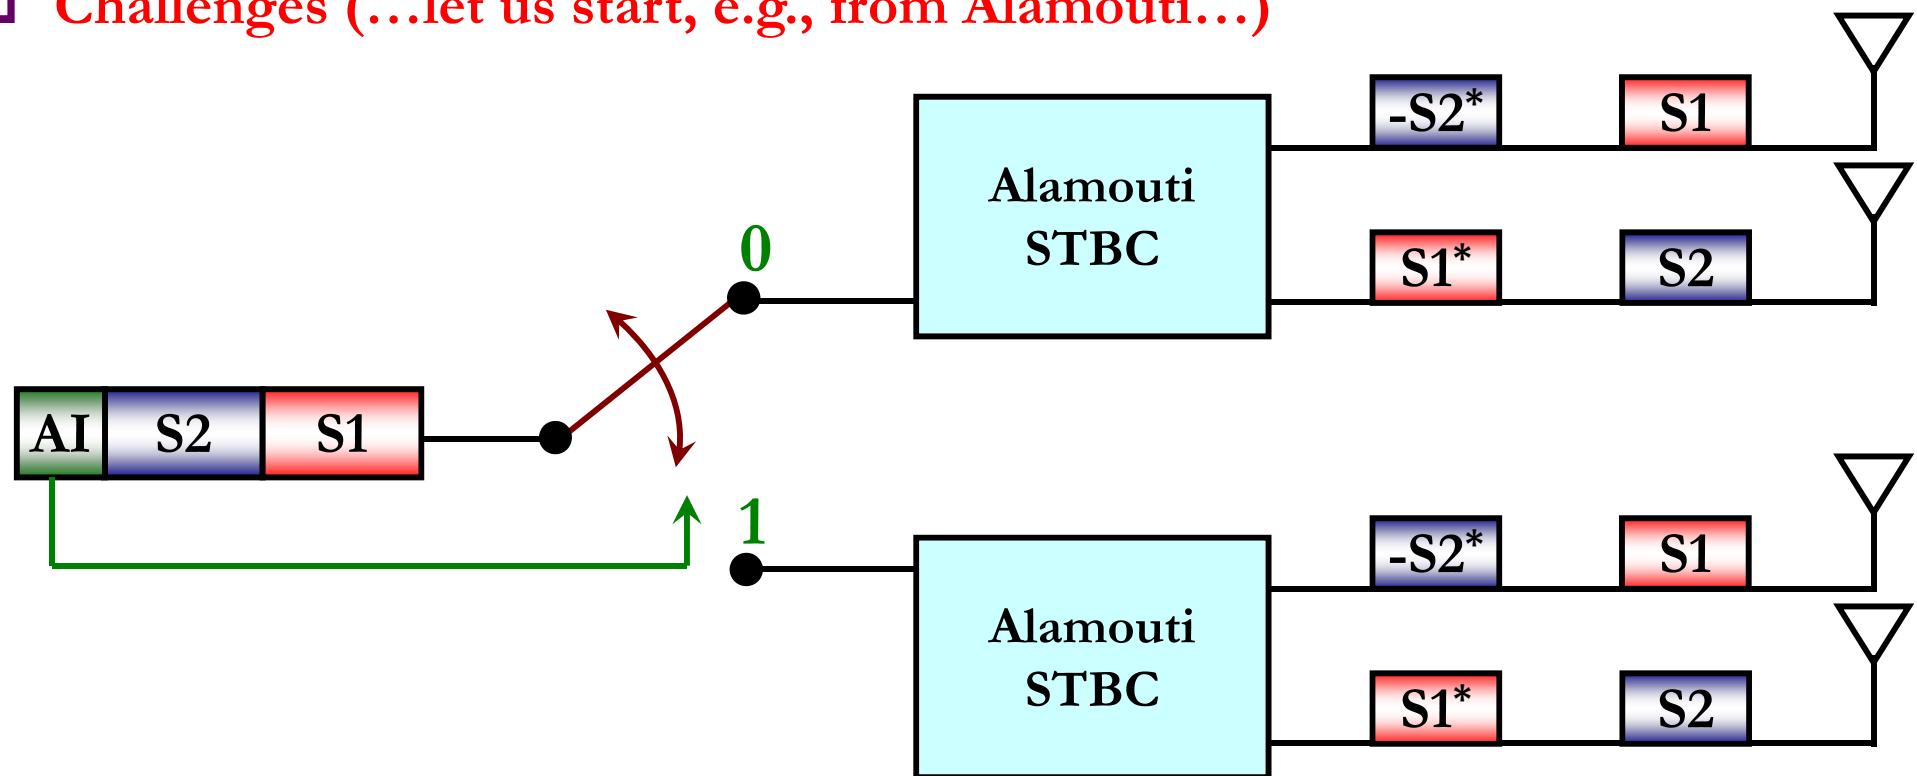 Challenges (…let us start, e.g., from Alamouti…)
-S2* S1
Alamouti
STBC
S1* S2
0
AI S2 S1
1
-S2* S1
Alamouti
STBC
S1* S2